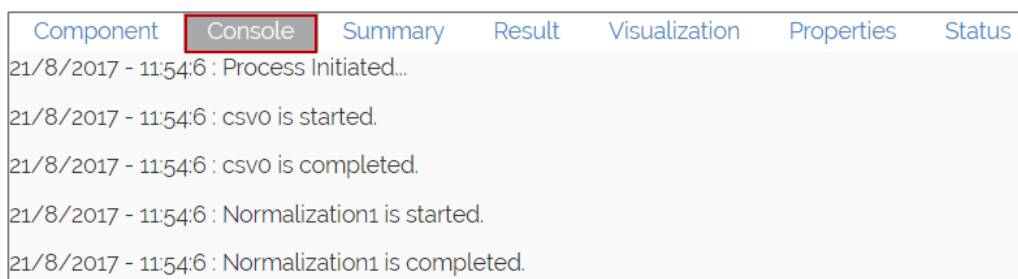 Component Console Summary Result Visualization Properties Status
21/8/2017 - 11:54:6 : Process Initiated...
21/8/2017 - 11:54:6 : csv0 is started.
21/8/2017 - 11:54:6 : csv0 is completed.
21/8/2017 - 11:54:6 : Normalization1 is started.
21/8/2017 - 11:54:6 : Normalization1 is completed.